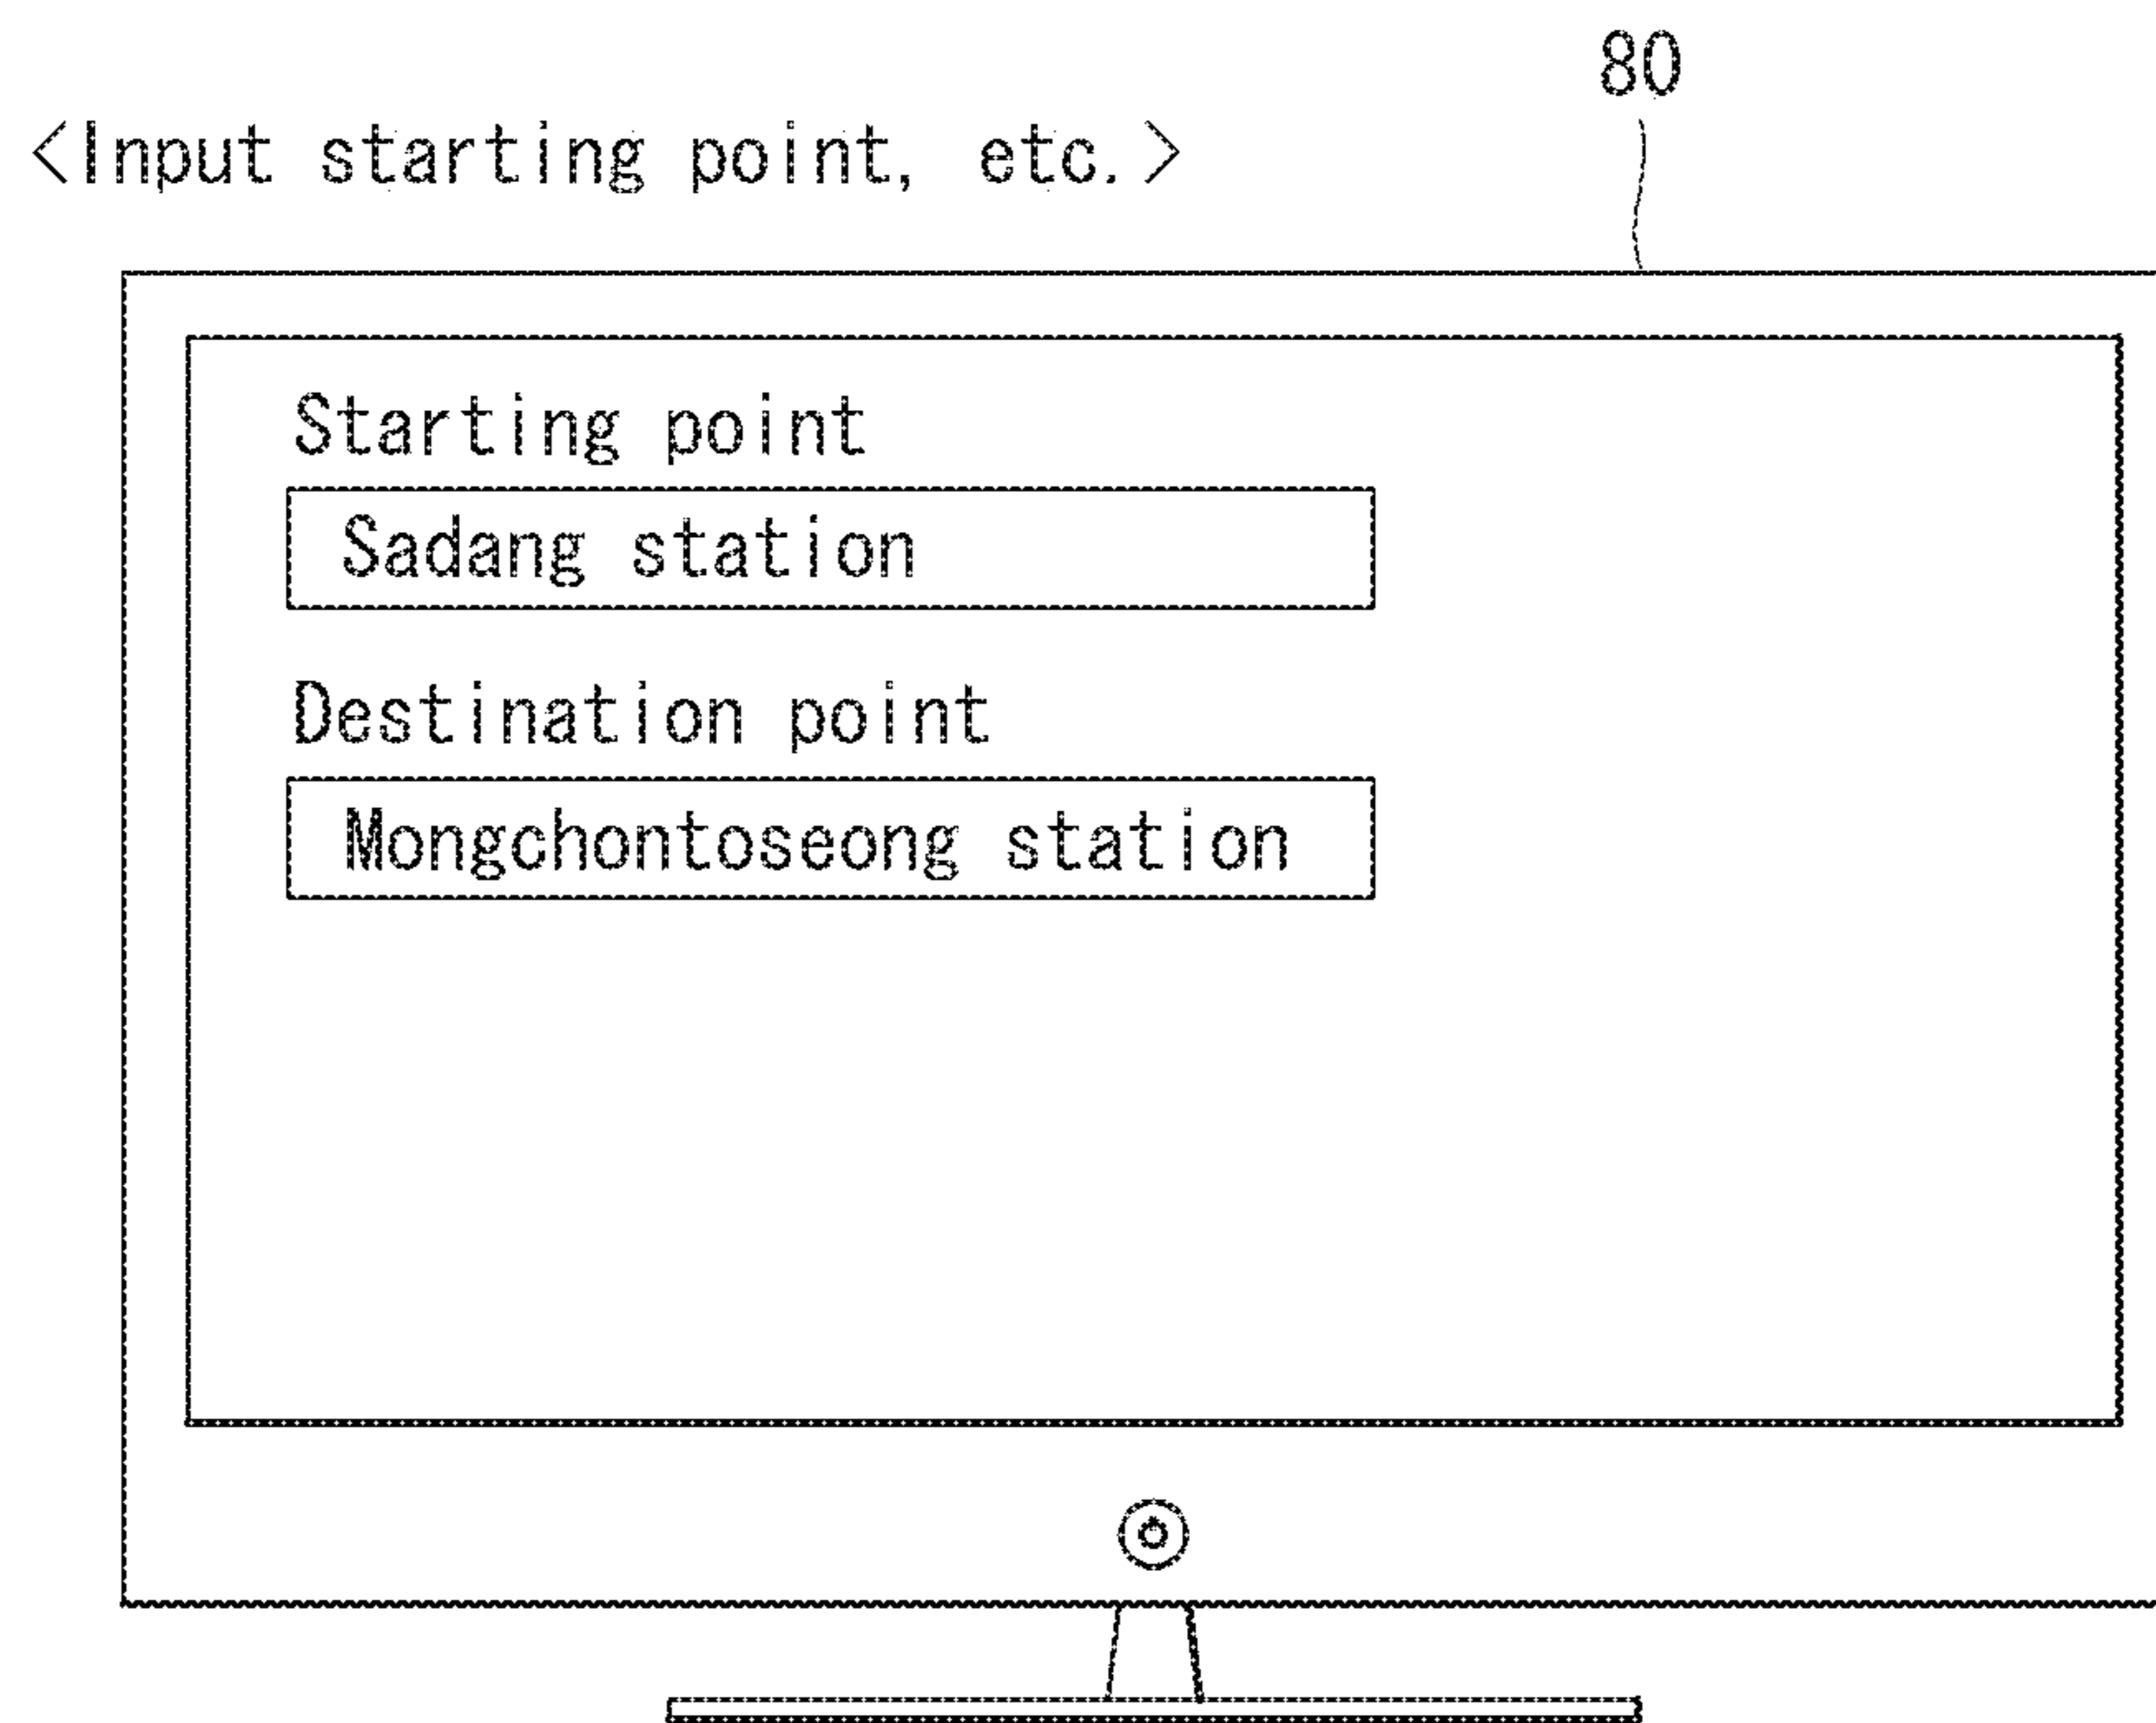 80
<Input starting point, etc.>
Starting point
Sadang station
Destination point
Mongchontoseong station